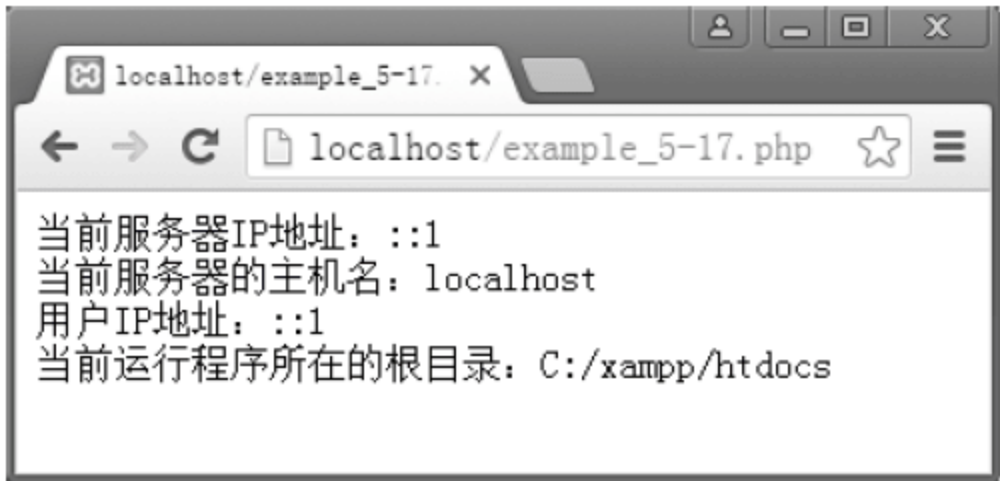 localhost/example_5-17.
localhost/example_5-17.php
当前服务器IP地址：::1
当前服务器的主机名：localhost
用户IP地址：::1
当前运行程序所在的根目录：C:/xampp/htdocs